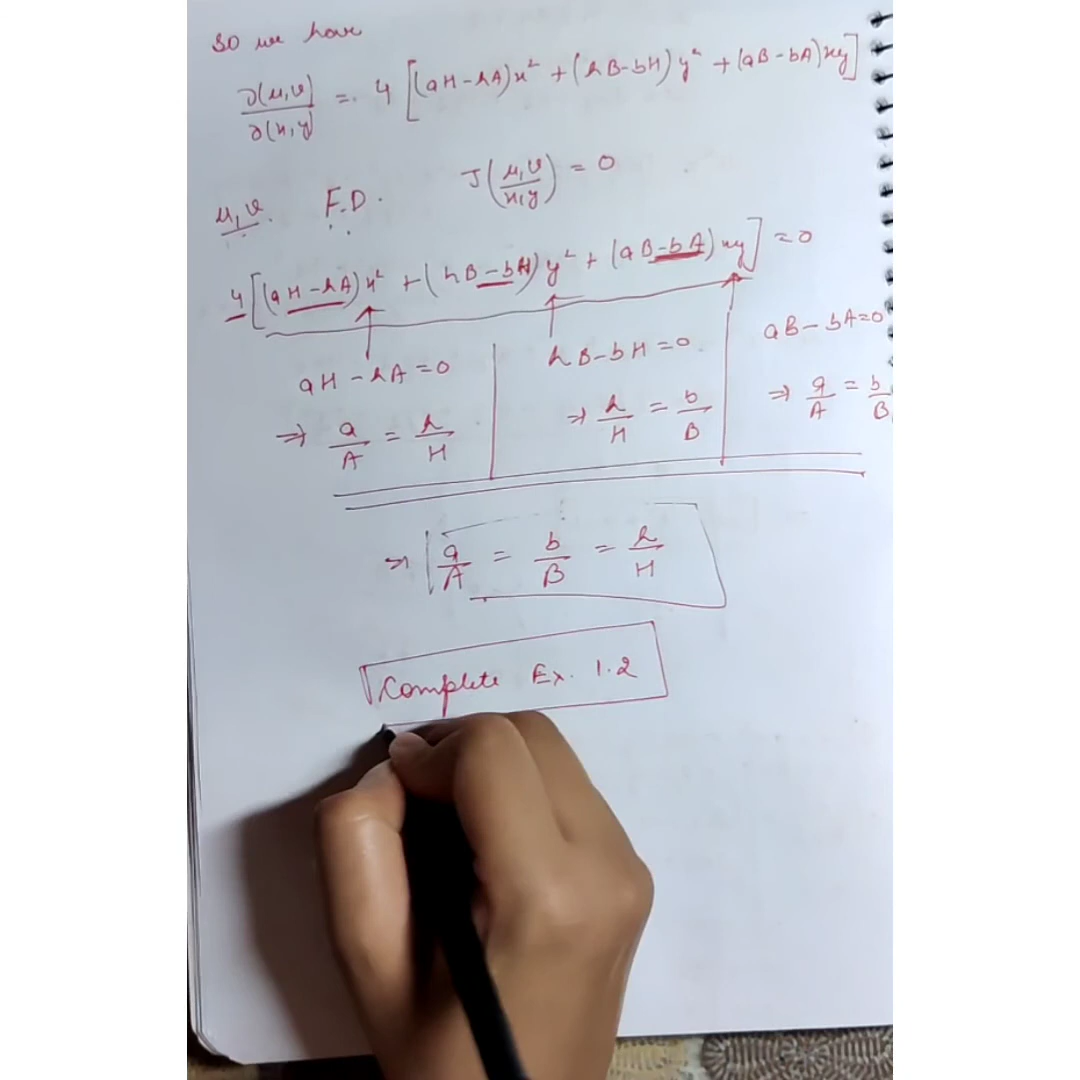 so we have
∂(u,v)/∂(x,y) = 4[(aH-hA)x² + (hB-bH)y² + (aB-bA)xy]
u,v. F.D. J(u,v/x,y) = 0
4[(aH-hA)x² + (hB-bH)y² + (aB-bA)xy] = 0
aH-hA=0 hB-bH=0 aB-bA=0
⇒ a/A = h/H ⇒ h/H = b/B ⇒ a/A = b/B
⇒ a/A = b/B = h/H
Complete Ex. 1.2